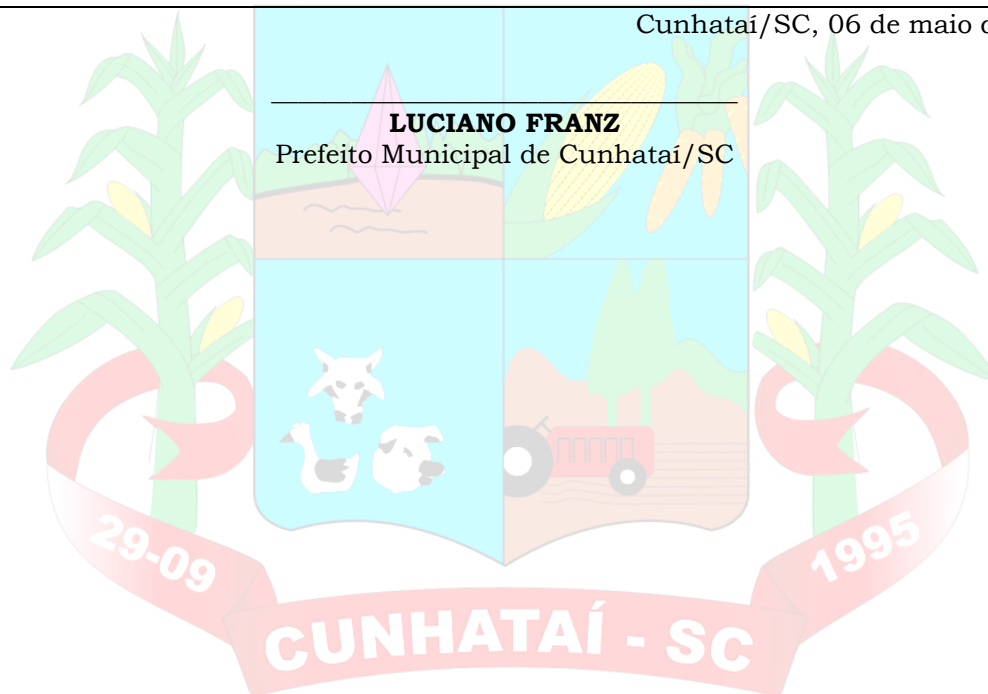 Cunhataí/SC, 06 de maio
LUCIANO FRANZ
Prefeito Municipal de Cunhataí/SC
29-09
1995
CUNHATAÍ - SC